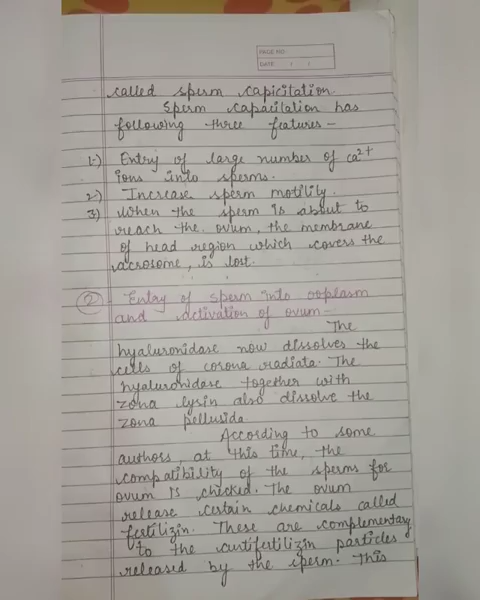 PAGE NO.
DATE : / /
called sperm capicitation.
Sperm capacitation has
following three features -
1.) Entry of large number of Ca2+
ions into sperms.
2.) Increase sperm motility.
3) When the sperm is about to
reach the ovum, the membrane
of head region which covers the
acrosome, is lost.
2 Entry of sperm into ooplasm
and activation of ovum -
The
hyaluronidase now dissolves the
cells of corona radiata. The
hyaluronidase together with
zona lysin also dissolve the
zona pellusida
According to some
authors, at this time, the
compatibility of the sperms for
ovum is checked. The ovum
release certain chemicals called
fertilizin. These are complementary
to the antifertilizin particles
released by the sperm. This